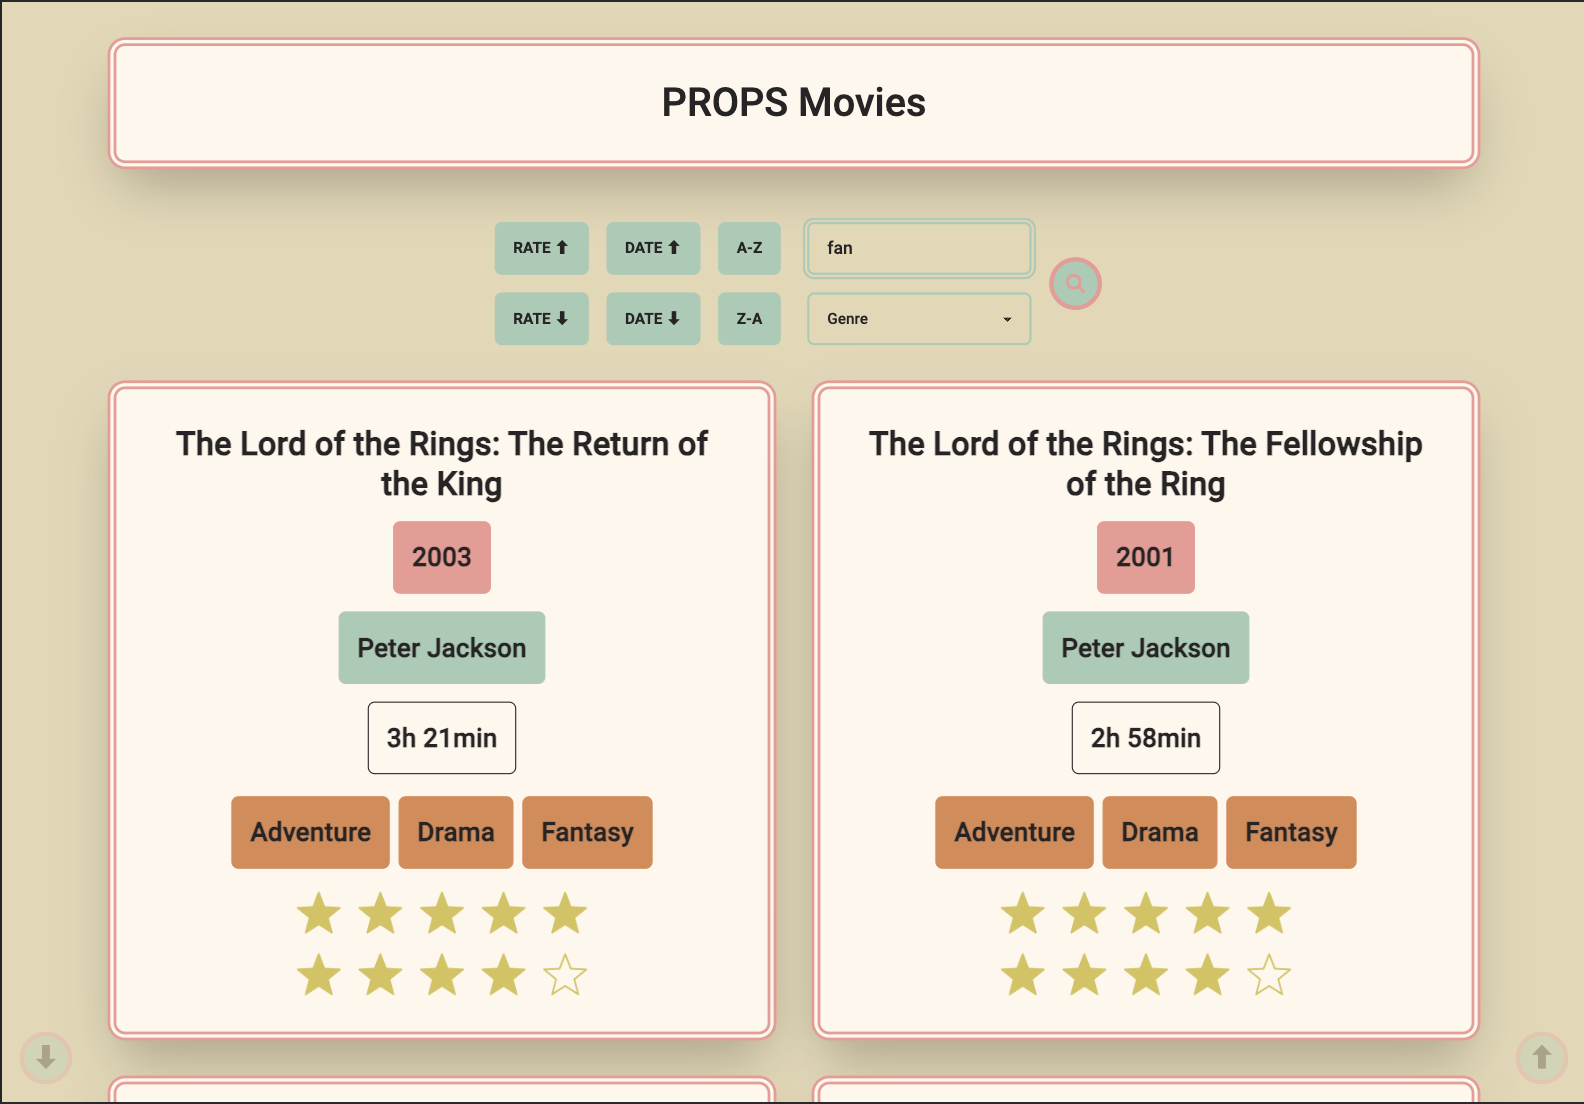 PROPS Movies
RATE ⬆ DATE ⬆ A-Z fan
RATE ⬇ DATE ⬇ Z-A Genre
The Lord of the Rings: The Return of
the King
2003
Peter Jackson
3h 21min
Adventure Drama Fantasy
The Lord of the Rings: The Fellowship
of the Ring
2001
Peter Jackson
2h 58min
Adventure Drama Fantasy